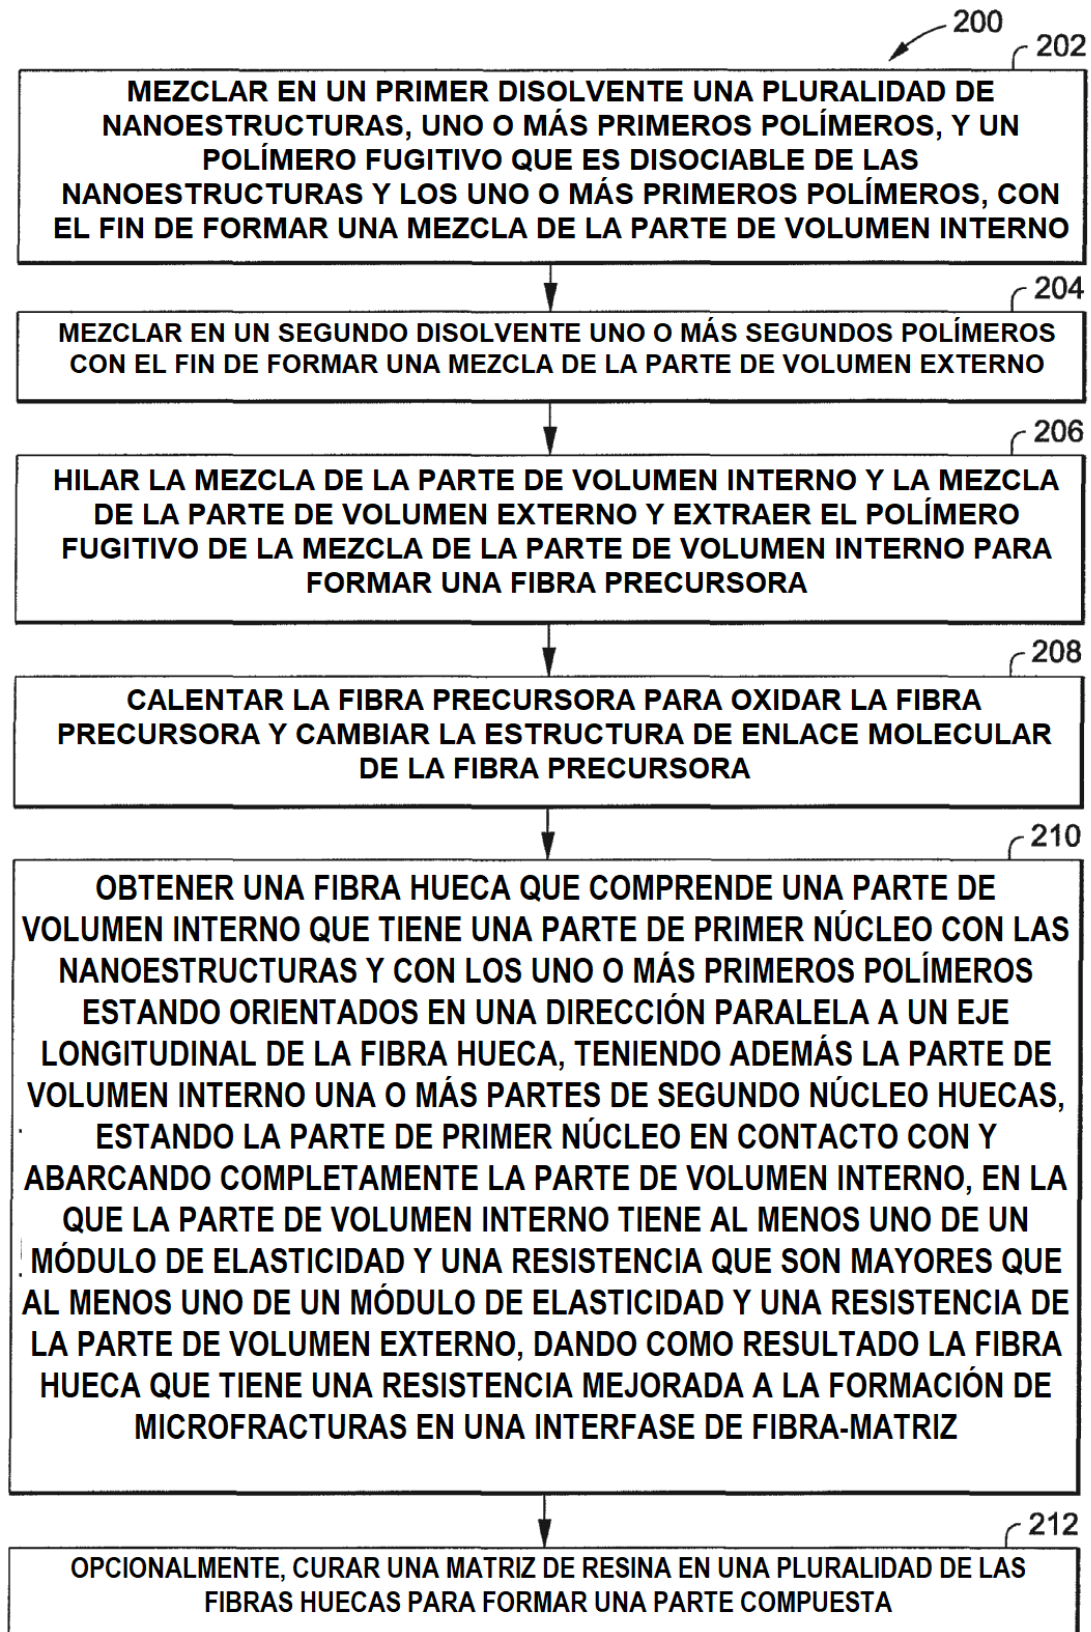 200
202
MEZCLAR EN UN PRIMER DISOLVENTE UNA PLURALIDAD DE
NANOESTRUCTURAS, UNO O MÁS PRIMEROS POLÍMEROS, Y UN
POLÍMERO FUGITIVO QUE ES DISOCIABLE DE LAS
NANOESTRUCTURAS Y LOS UNO O MÁS PRIMEROS POLÍMEROS, CON
EL FIN DE FORMAR UNA MEZCLA DE LA PARTE DE VOLUMEN INTERNO
204
MEZCLAR EN UN SEGUNDO DISOLVENTE UNO O MÁS SEGUNDOS POLÍMEROS
CON EL FIN DE FORMAR UNA MEZCLA DE LA PARTE DE VOLUMEN EXTERNO
206
HILAR LA MEZCLA DE LA PARTE DE VOLUMEN INTERNO Y LA MEZCLA
DE LA PARTE DE VOLUMEN EXTERNO Y EXTRAER EL POLÍMERO
FUGITIVO DE LA MEZCLA DE LA PARTE DE VOLUMEN INTERNO PARA
FORMAR UNA FIBRA PRECURSORA
208
CALENTAR LA FIBRA PRECURSORA PARA OXIDAR LA FIBRA
PRECURSORA Y CAMBIAR LA ESTRUCTURA DE ENLACE MOLECULAR
DE LA FIBRA PRECURSORA
210
OBTENER UNA FIBRA HUECA QUE COMPRENDE UNA PARTE DE
VOLUMEN INTERNO QUE TIENE UNA PARTE DE PRIMER NÚCLEO CON LAS
NANOESTRUCTURAS Y CON LOS UNO O MÁS PRIMEROS POLÍMEROS
ESTANDO ORIENTADOS EN UNA DIRECCIÓN PARALELA A UN EJE
LONGITUDINAL DE LA FIBRA HUECA, TENIENDO ADEMÁS LA PARTE DE
VOLUMEN INTERNO UNA O MÁS PARTES DE SEGUNDO NÚCLEO HUECAS,
ESTANDO LA PARTE DE PRIMER NÚCLEO EN CONTACTO CON Y
ABARCANDO COMPLETAMENTE LA PARTE DE VOLUMEN INTERNO, EN LA
QUE LA PARTE DE VOLUMEN INTERNO TIENE AL MENOS UNO DE UN
MÓDULO DE ELASTICIDAD Y UNA RESISTENCIA QUE SON MAYORES QUE
AL MENOS UNO DE UN MÓDULO DE ELASTICIDAD Y UNA RESISTENCIA DE
LA PARTE DE VOLUMEN EXTERNO, DANDO COMO RESULTADO LA FIBRA
HUECA QUE TIENE UNA RESISTENCIA MEJORADA A LA FORMACIÓN DE
MICROFRACTURAS EN UNA INTERFASE DE FIBRA-MATRIZ
212
OPCIONALMENTE, CURAR UNA MATRIZ DE RESINA EN UNA PLURALIDAD DE LAS
FIBRAS HUECAS PARA FORMAR UNA PARTE COMPUESTA